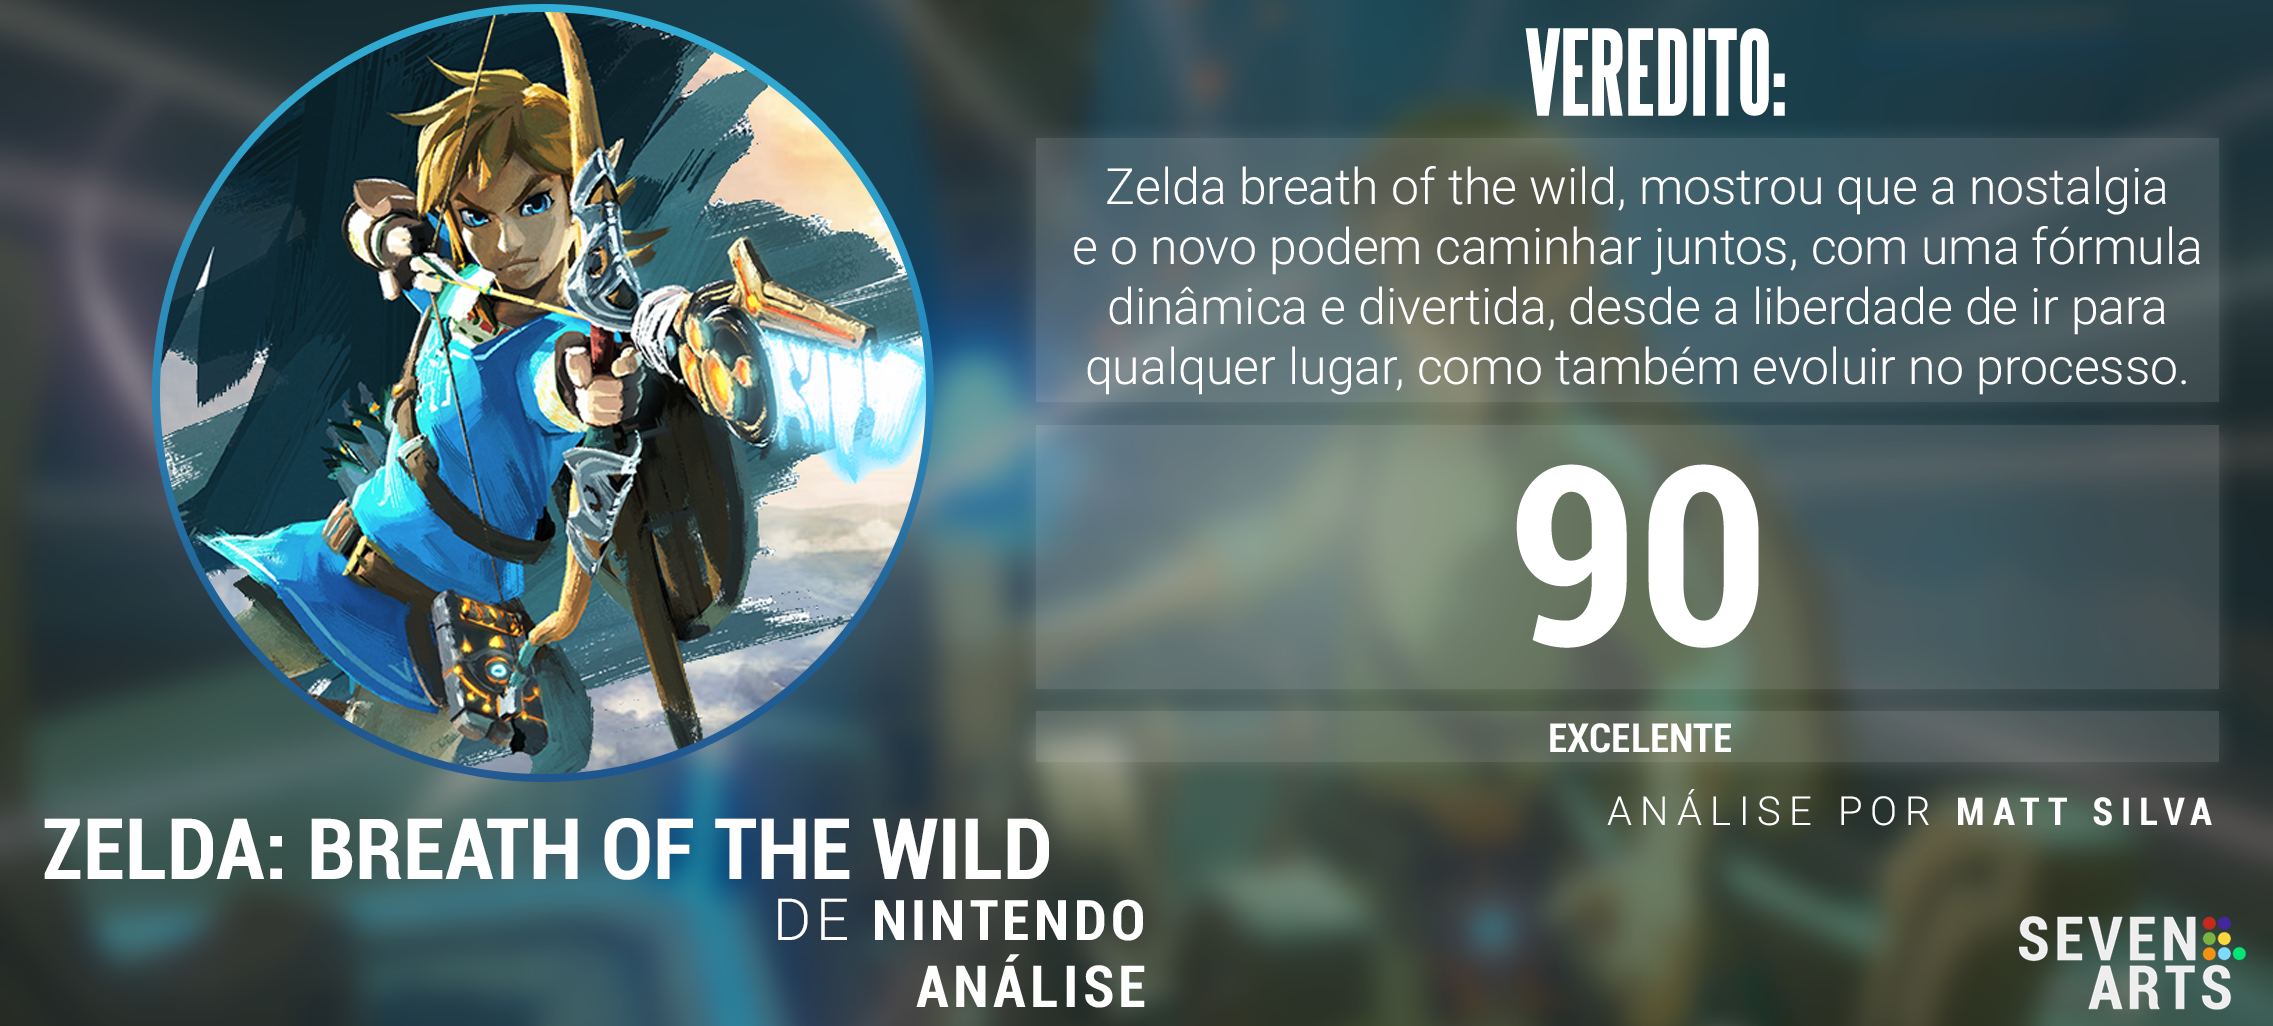 VEREDITO:
Zelda breath of the wild, mostrou que a nostalgia
e o novo podem caminhar juntos, com uma fórmula
dinâmica e divertida, desde a liberdade de ir para
qualquer lugar, como também evoluir no processo.
90
EXCELENTE
ANÁLISE POR MATT SILVA
ZELDA: BREATH OF THE WILD
DE NINTENDO
ANÁLISE
SEVEN
ARTS